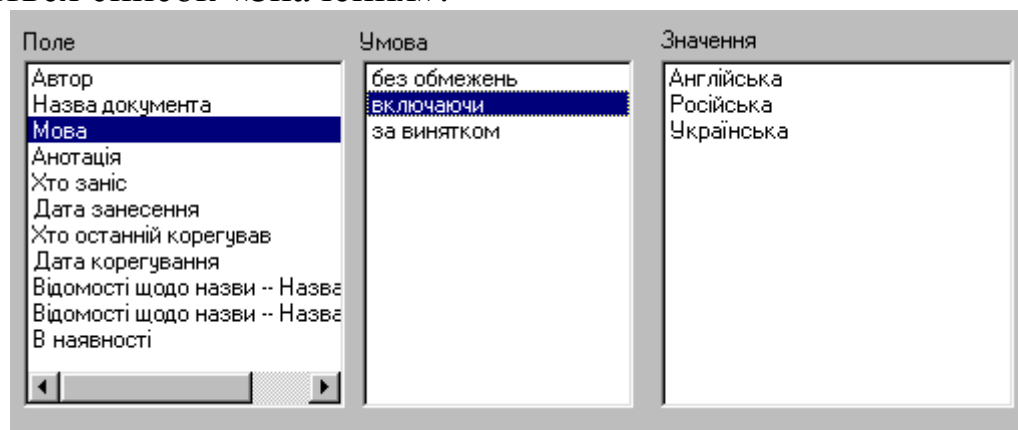 Поле
Автор
Назва документа
Мова
Анотація
Хто заніс
Дата занесення
Хто останній корегував
Дата корегування
Відомості щодо назви -- Назва
Відомості щодо назви -- Назва
В наявності
Умова
без обмежень
включаючи
за винятком
Значення
Англійська
Російська
Українська